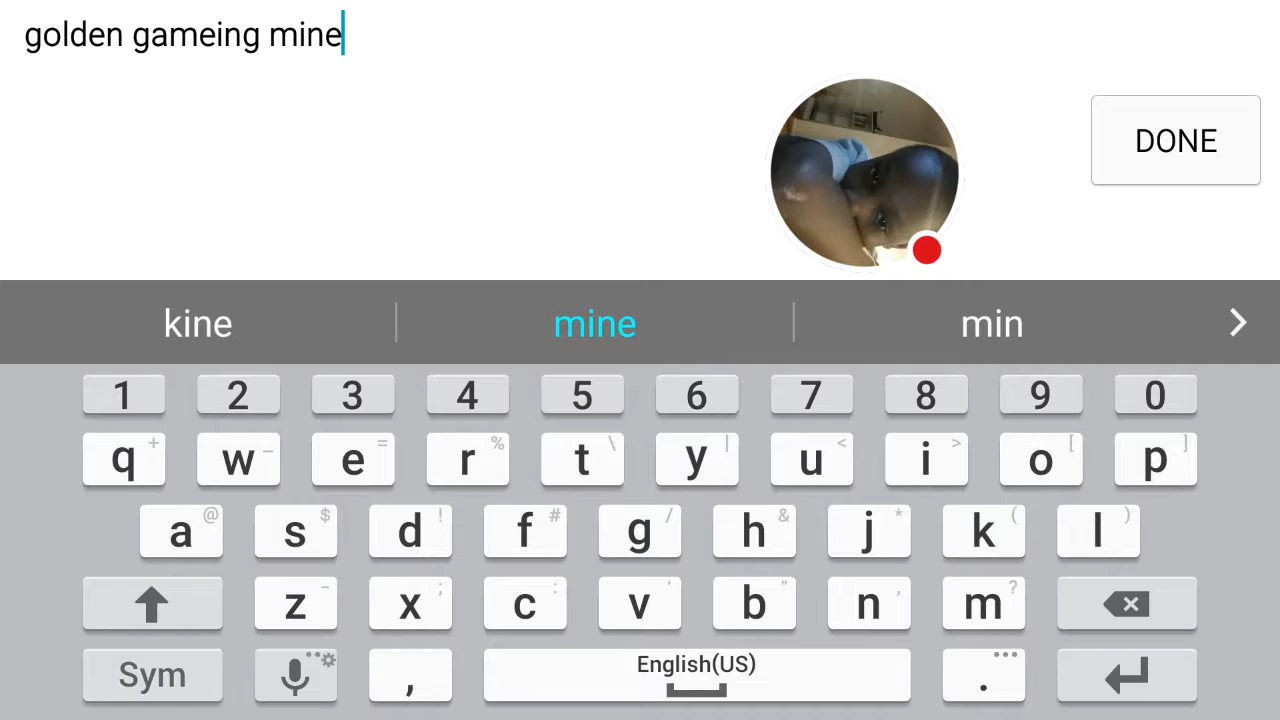 golden gameing mine
DONE
kine mine min
1 2 3 4 5 6 7 8 9 0
q + w - e = r % t \ y | u < i > o [ p ]
a @ s $ d ! f # g / h & j * k ( l )
z - x ; c : v ' b " n , m ?
Sym , English(US) .